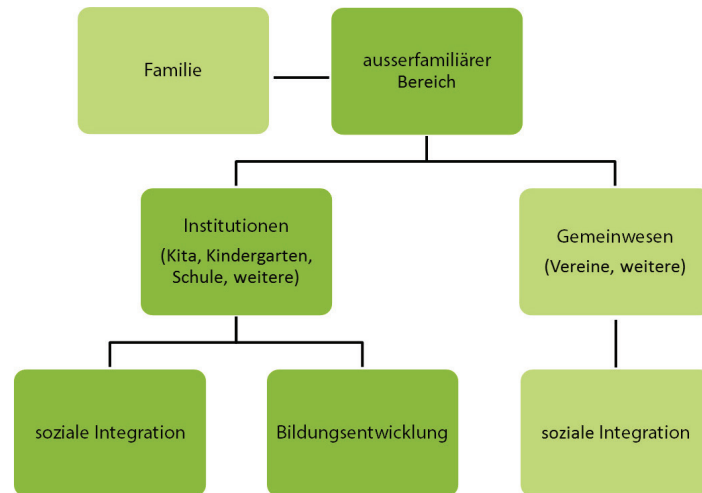 Familie
ausserfamiliärer
Bereich
Institutionen
(Kita, Kindergarten,
Schule, weitere)
Gemeinwesen
(Vereine, weitere)
soziale Integration
Bildungsentwicklung
soziale Integration